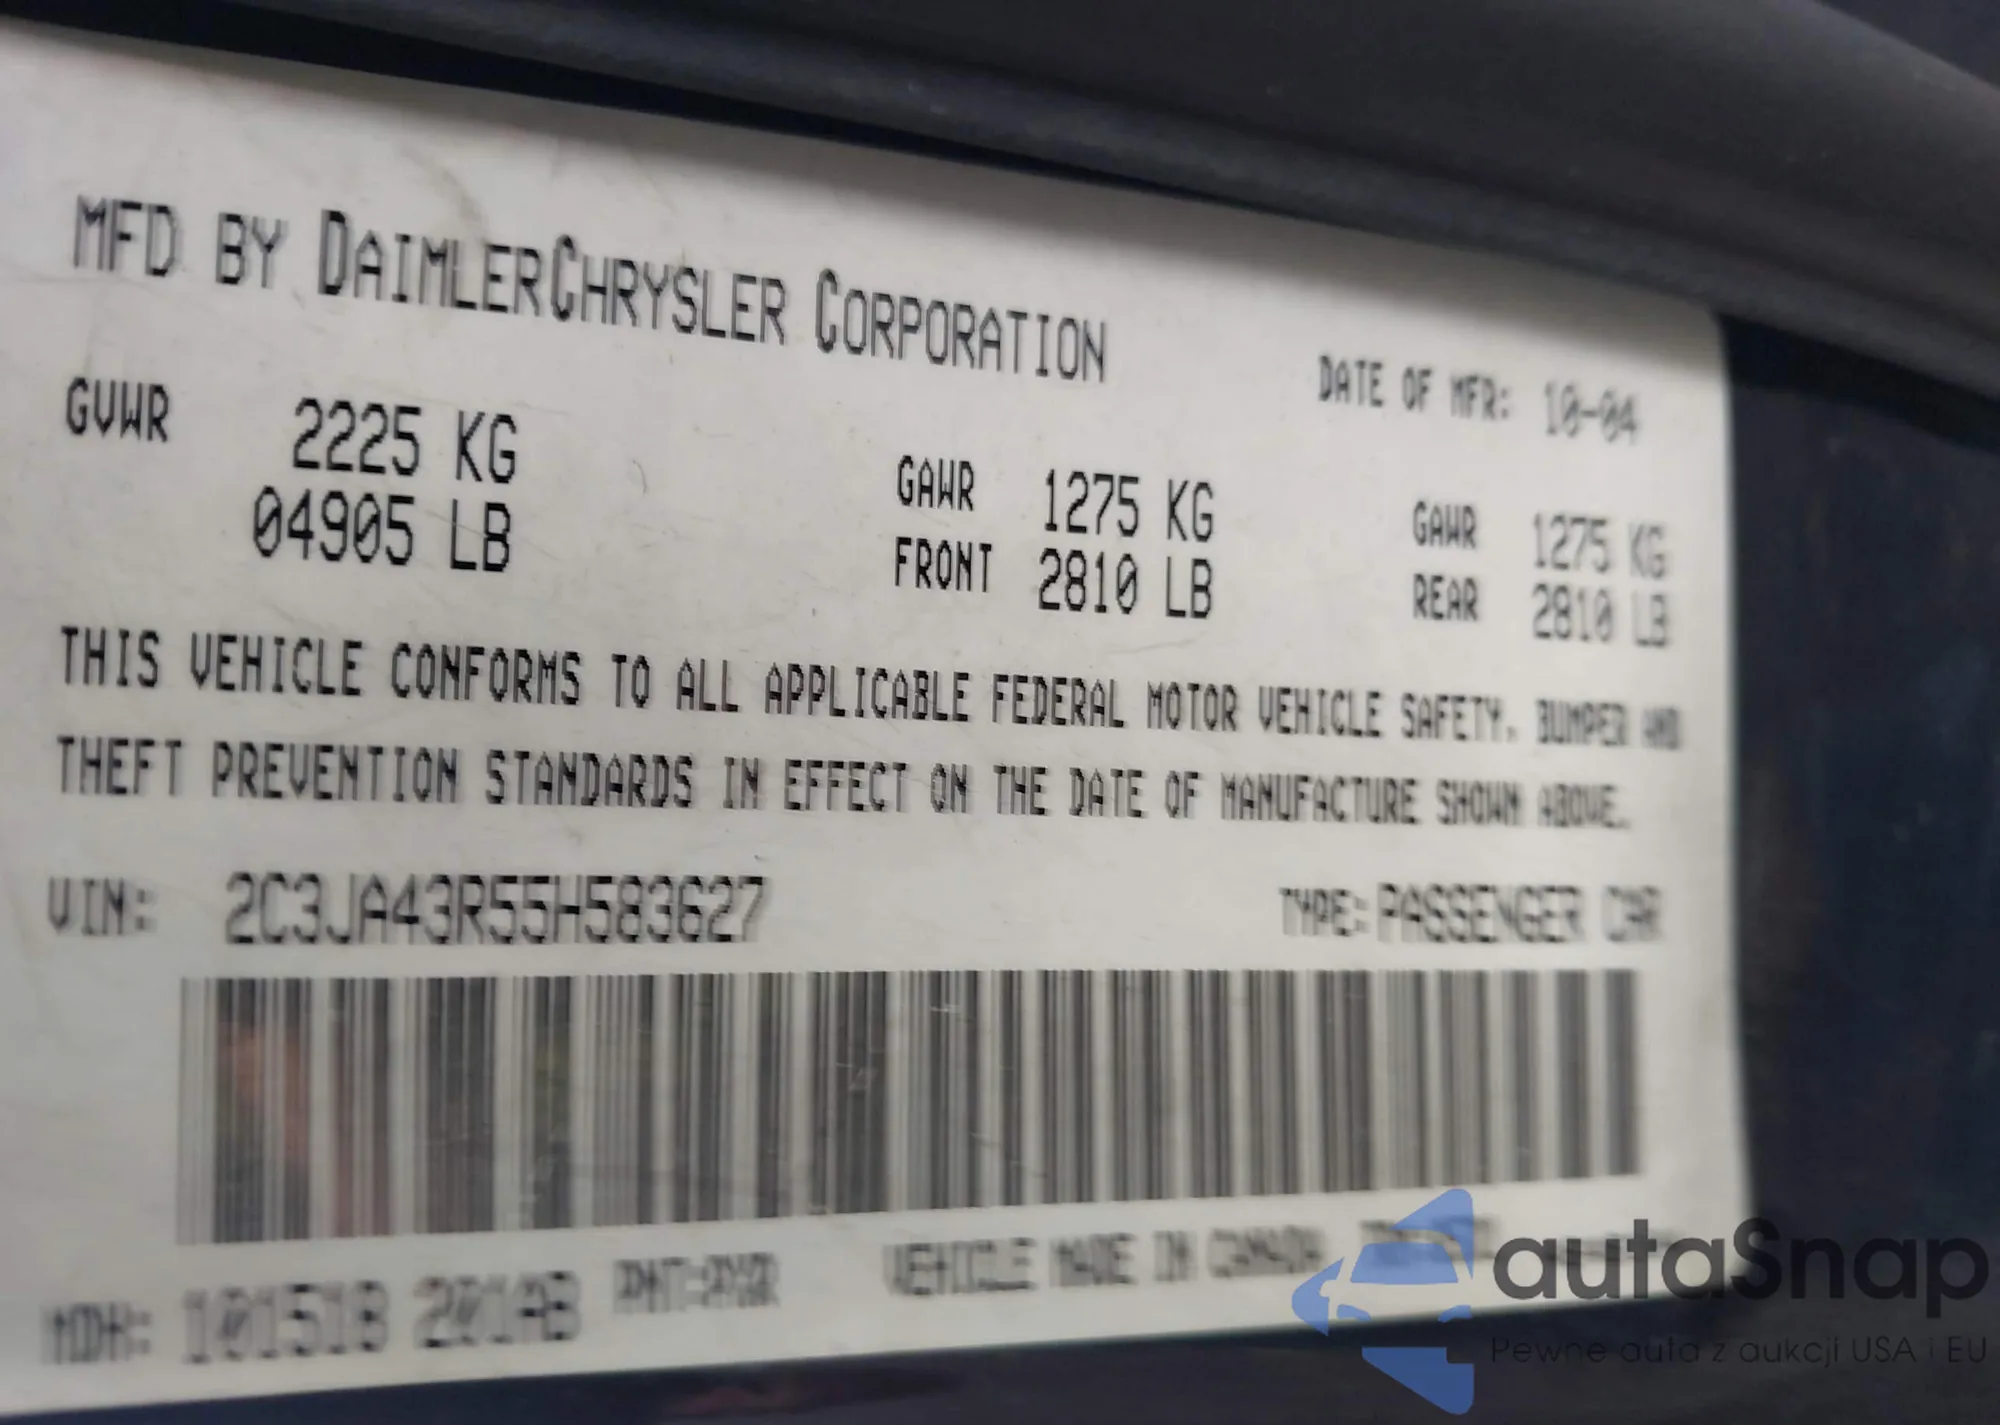 MFD BY DAIMLERCHRYSLER CORPORATION
DATE OF MFR: 10-04
GVWR 2225 KG
04905 LB
GAWR 1275 KG
FRONT 2810 LB
GAWR 1275 KG
REAR 2810 LB
THIS VEHICLE CONFORMS TO ALL APPLICABLE FEDERAL MOTOR VEHICLE SAFETY, BUMPER AND
THEFT PREVENTION STANDARDS IN EFFECT ON THE DATE OF MANUFACTURE SHOWN ABOVE.
VIN: 2C3JA43R55H583627
TYPE: PASSENGER CAR
MDH: 101518 201AB
VEHICLE MADE IN CANADA
autaSnap
Pewne auta z aukcji USA i EU